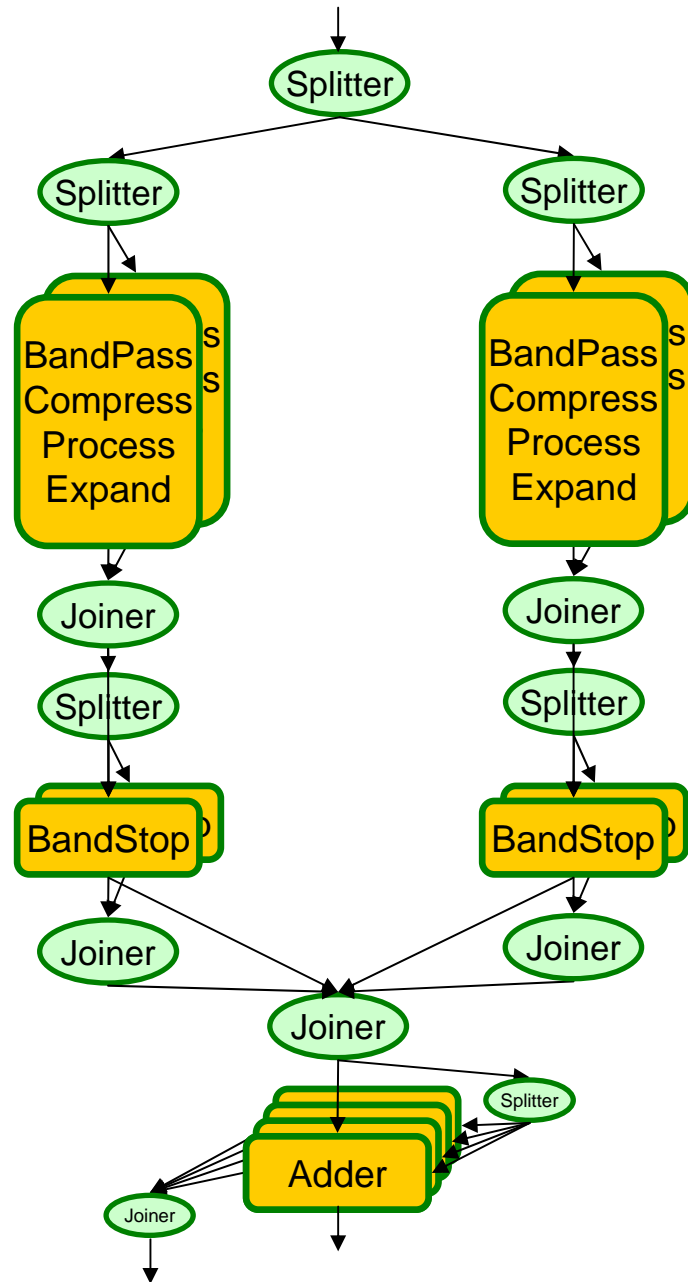 Splitter
Splitter
Splitter
BandPass
Compress
Process
Expand
s
s
BandPass
Compress
Process
Expand
s
s
Joiner
Joiner
Splitter
Splitter
BandStop
BandStop
Joiner
Joiner
Joiner
Splitter
Adder
Joiner